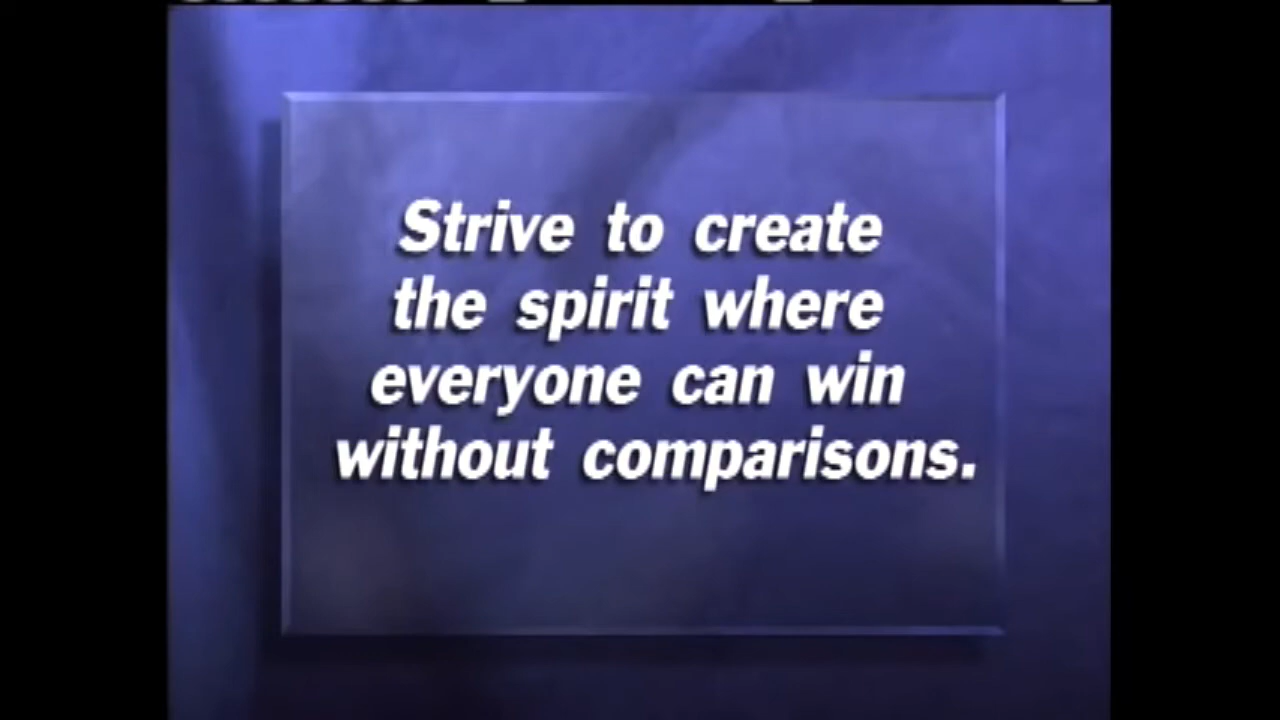 Strive to create
the spirit where
everyone can win
without comparisons.